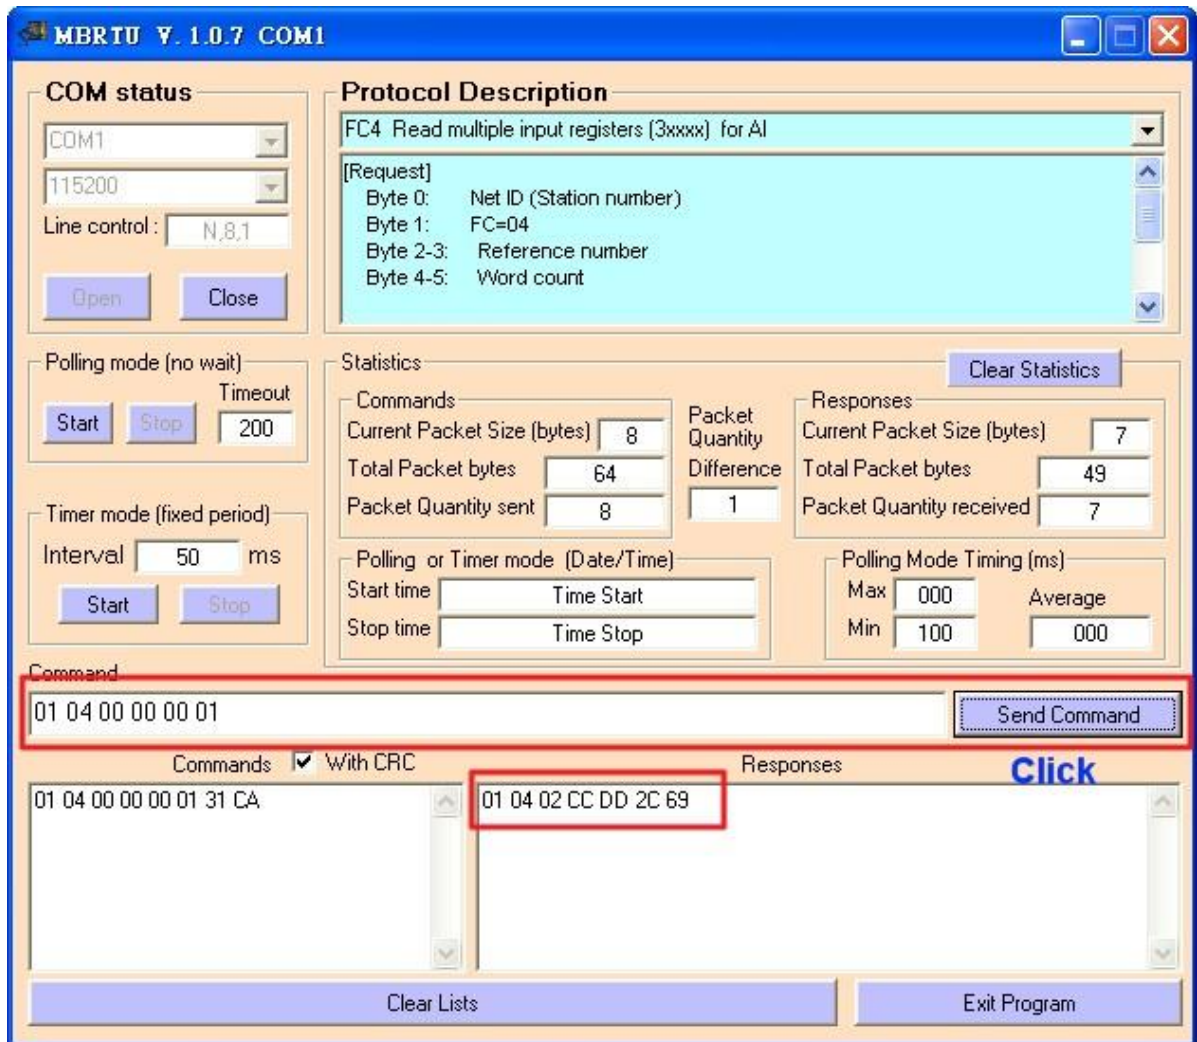 MBRTU V. 1.0.7 COM1
COM status
COM1
115200
Line control :
N,8,1
Open
Close
Protocol Description
FC4 Read multiple input registers (3xxxx) for AI
[Request]
Byte 0: Net ID (Station number)
Byte 1: FC=04
Byte 2-3: Reference number
Byte 4-5: Word count
Polling mode (no wait)
Timeout
Start
Stop
200
Timer mode (fixed period)
Interval 50 ms
Start
Stop
Statistics
Clear Statistics
Commands
Current Packet Size (bytes) 8
Total Packet bytes 64
Packet Quantity sent 8
Packet
Quantity
Difference
1
Responses
Current Packet Size (bytes) 7
Total Packet bytes 49
Packet Quantity received 7
Polling or Timer mode (Date/Time)
Start time Time Start
Stop time Time Stop
Polling Mode Timing (ms)
Max 000
Min 100
Average
000
Command
01 04 00 00 00 01
Send Command
Click
Commands With CRC
Responses
01 04 00 00 00 01 31 CA
01 04 02 CC DD 2C 69
Clear Lists
Exit Program